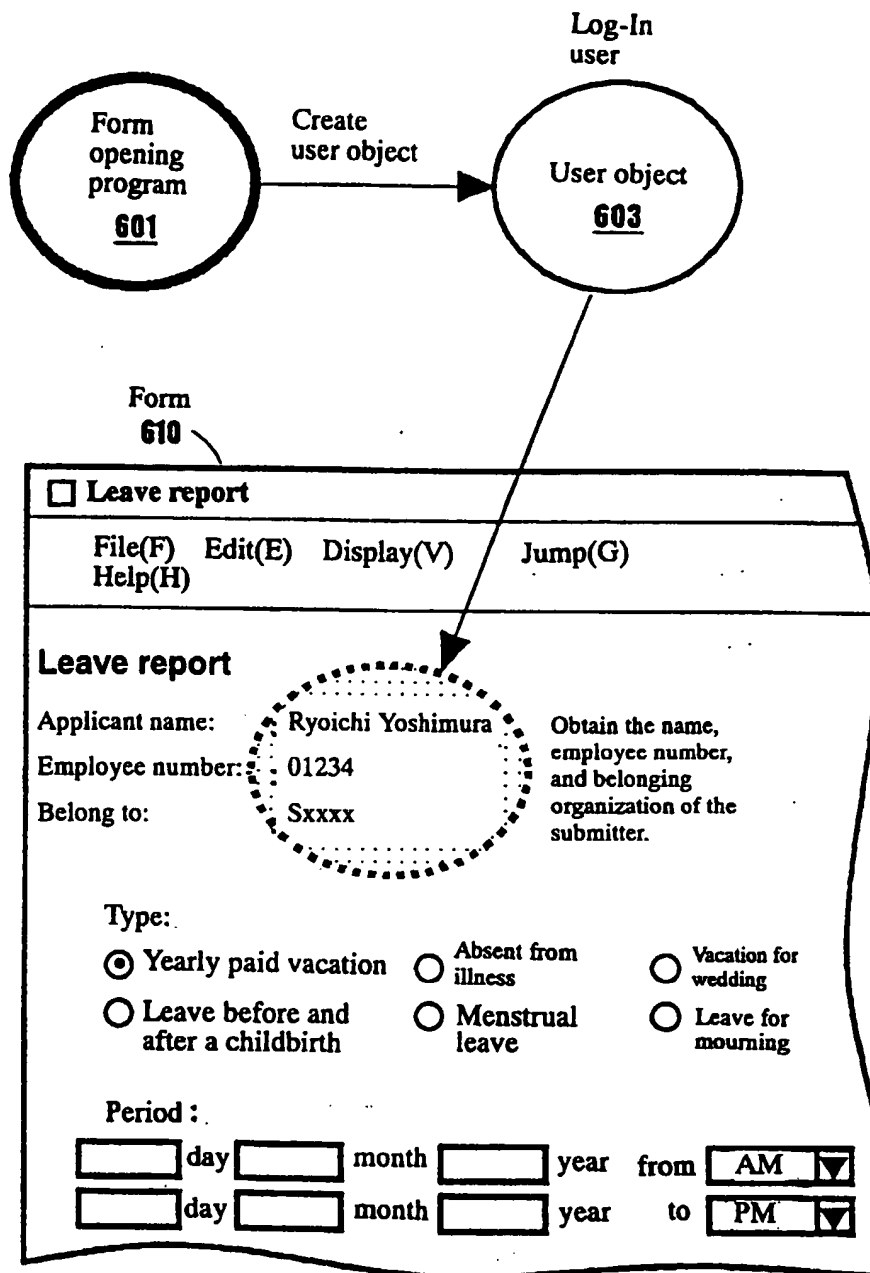 Log-In
user
Form
opening
program
601
Create
user object
User object
603
Form
610
Leave report
File(F) Edit(E) Display(V) Jump(G)
Help(H)
Leave report
Applicant name: Ryoichi Yoshimura
Employee number: 01234
Belong to: Sxxxx
Obtain the name,
employee number,
and belonging
organization of the
submitter.
Type:
Yearly paid vacation
Absent from
illness
Vacation for
wedding
Leave before and
after a childbirth
Menstrual
leave
Leave for
mourning
Period :
day month year from AM
day month year to PM